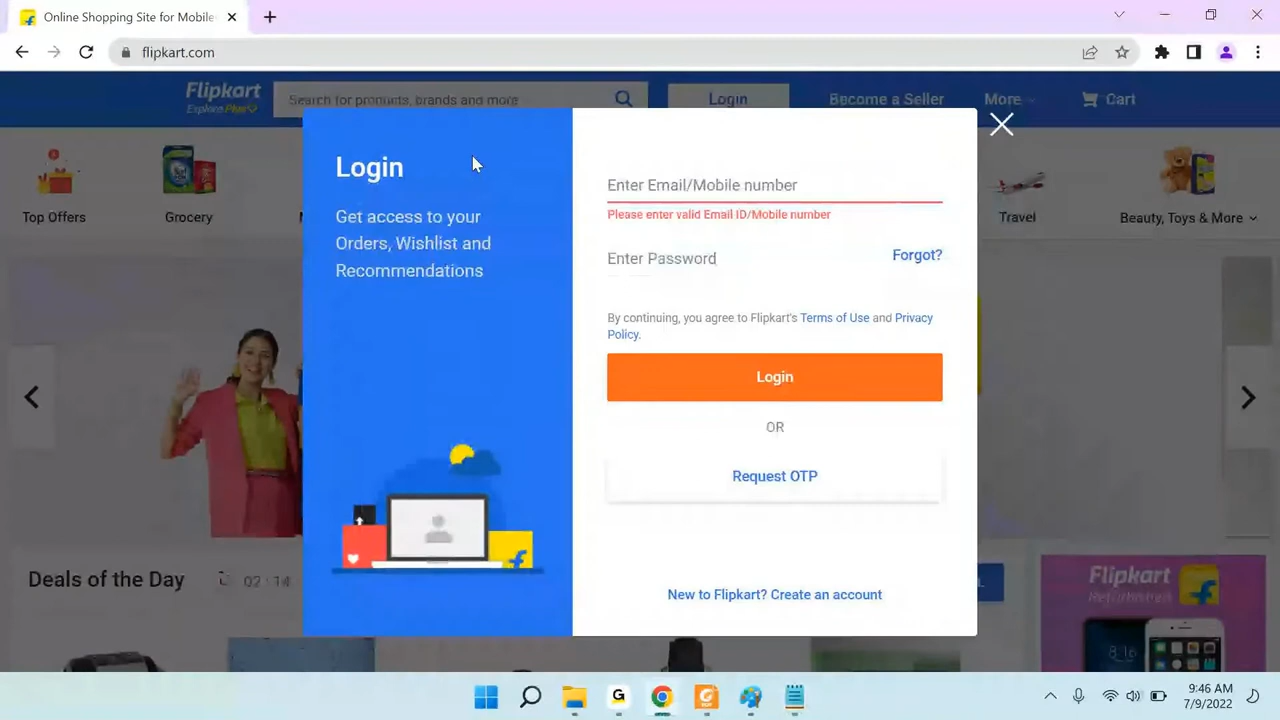 Online Shopping Site for Mobile
flipkart.com
Flipkart
Explore Plus
Search for products, brands and more
Login
Become a Seller
More
Cart
Top Offers
Grocery
Travel
Beauty, Toys & More
Login
Get access to your
Orders, Wishlist and
Recommendations
Enter Email/Mobile number
Please enter valid Email ID/Mobile number
Enter Password
Forgot?
By continuing, you agree to Flipkart's Terms of Use and Privacy
Policy.
Login
OR
Request OTP
New to Flipkart? Create an account
Deals of the Day
02 : 14
Flipkart
Refurbished
8:16
9:46 AM
7/9/2022